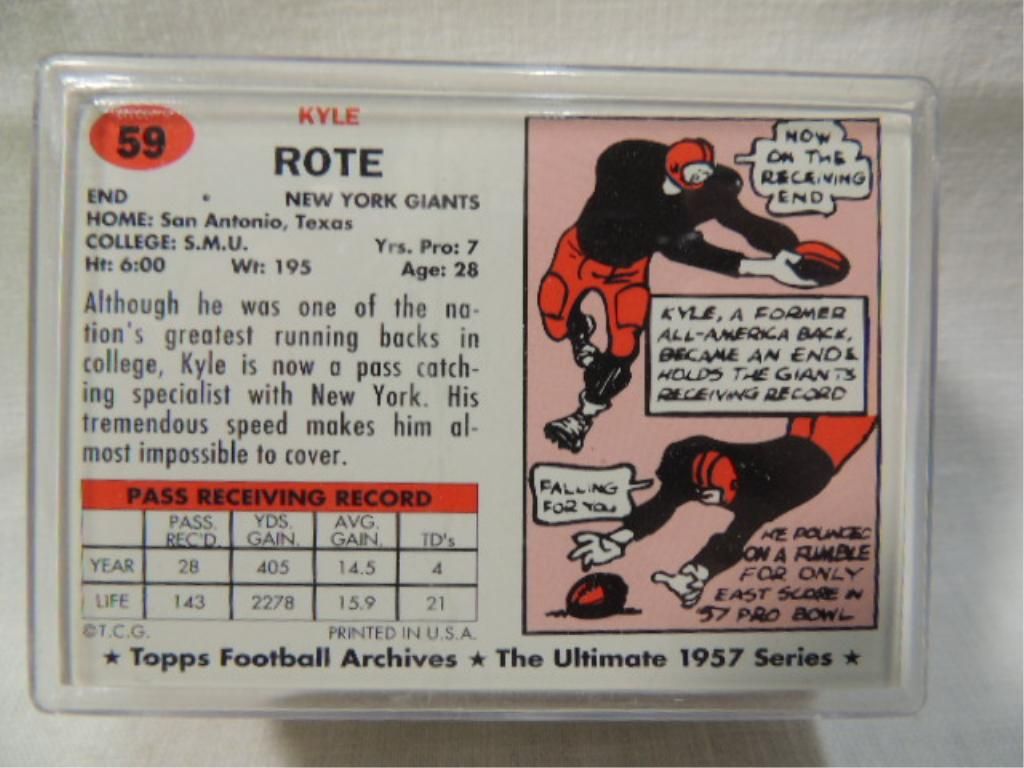 59
KYLE
ROTE
END • NEW YORK GIANTS
HOME: San Antonio, Texas
COLLEGE: S.M.U. Yrs. Pro: 7
Ht: 6:00 Wt: 195 Age: 28
Although he was one of the na-
tion's greatest running backs in
college, Kyle is now a pass catch-
ing specialist with New York. His
tremendous speed makes him al-
most impossible to cover.
PASS RECEIVING RECORD
PASS. REC'D. YDS. GAIN. AVG. GAIN. TD's
YEAR 28 405 14.5 4
LIFE 143 2278 15.9 21
©T.C.G. PRINTED IN U.S.A.
NOW
ON THE
RECEIVING
END
KYLE, A FORMER
ALL-AMERICA BACK,
BECAME AN END &
HOLDS THE GIANTS
RECEIVING RECORD
FALLING
FOR YOU
HE POUNCED
ON A FUMBLE
FOR ONLY
EAST SCORE IN
'57 PRO BOWL
★ Topps Football Archives ★ The Ultimate 1957 Series ★